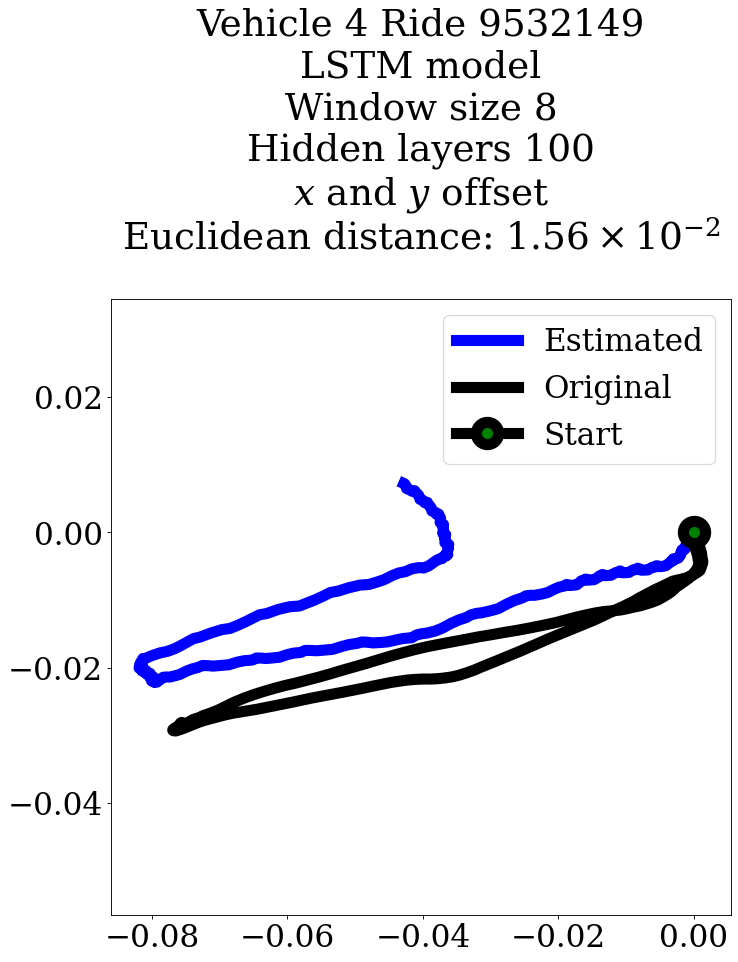 Vehicle 4 Ride 9532149
LSTM model
Window size 8
Hidden layers 100
x and y offset
Euclidean distance: 1.56 × 10⁻²
Estimated
Original
Start
0.02
0.00
−0.02
−0.04
−0.08 −0.06 −0.04 −0.02 0.00